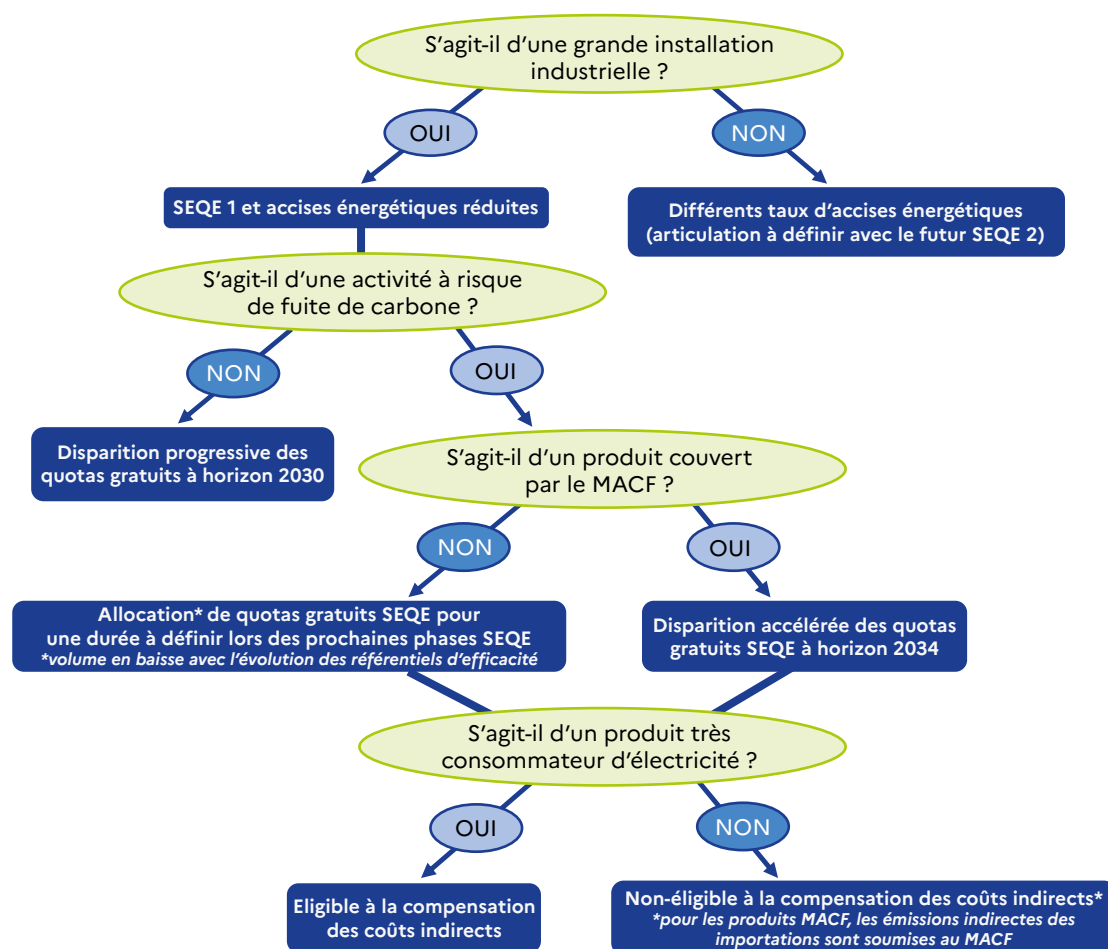 S’agit-il d’une grande installation
industrielle ?
OUI
NON
SEQE 1 et accises énergétiques réduites
Différents taux d’accises énergétiques
(articulation à définir avec le futur SEQE 2)
S’agit-il d’une activité à risque
de fuite de carbone ?
NON
OUI
Disparition progressive des
quotas gratuits à horizon 2030
S’agit-il d’un produit couvert
par le MACF ?
NON
OUI
Allocation* de quotas gratuits SEQE pour
une durée à définir lors des prochaines phases SEQE
*volume en baisse avec l’évolution des référentiels d’efficacité
Disparition accélérée des quotas
gratuits SEQE à horizon 2034
S’agit-il d’un produit très
consommateur d’électricité ?
OUI
NON
Eligible à la compensation
des coûts indirects
Non-éligible à la compensation des coûts indirects*
*pour les produits MACF, les émissions indirectes des
importations sont soumises au MACF